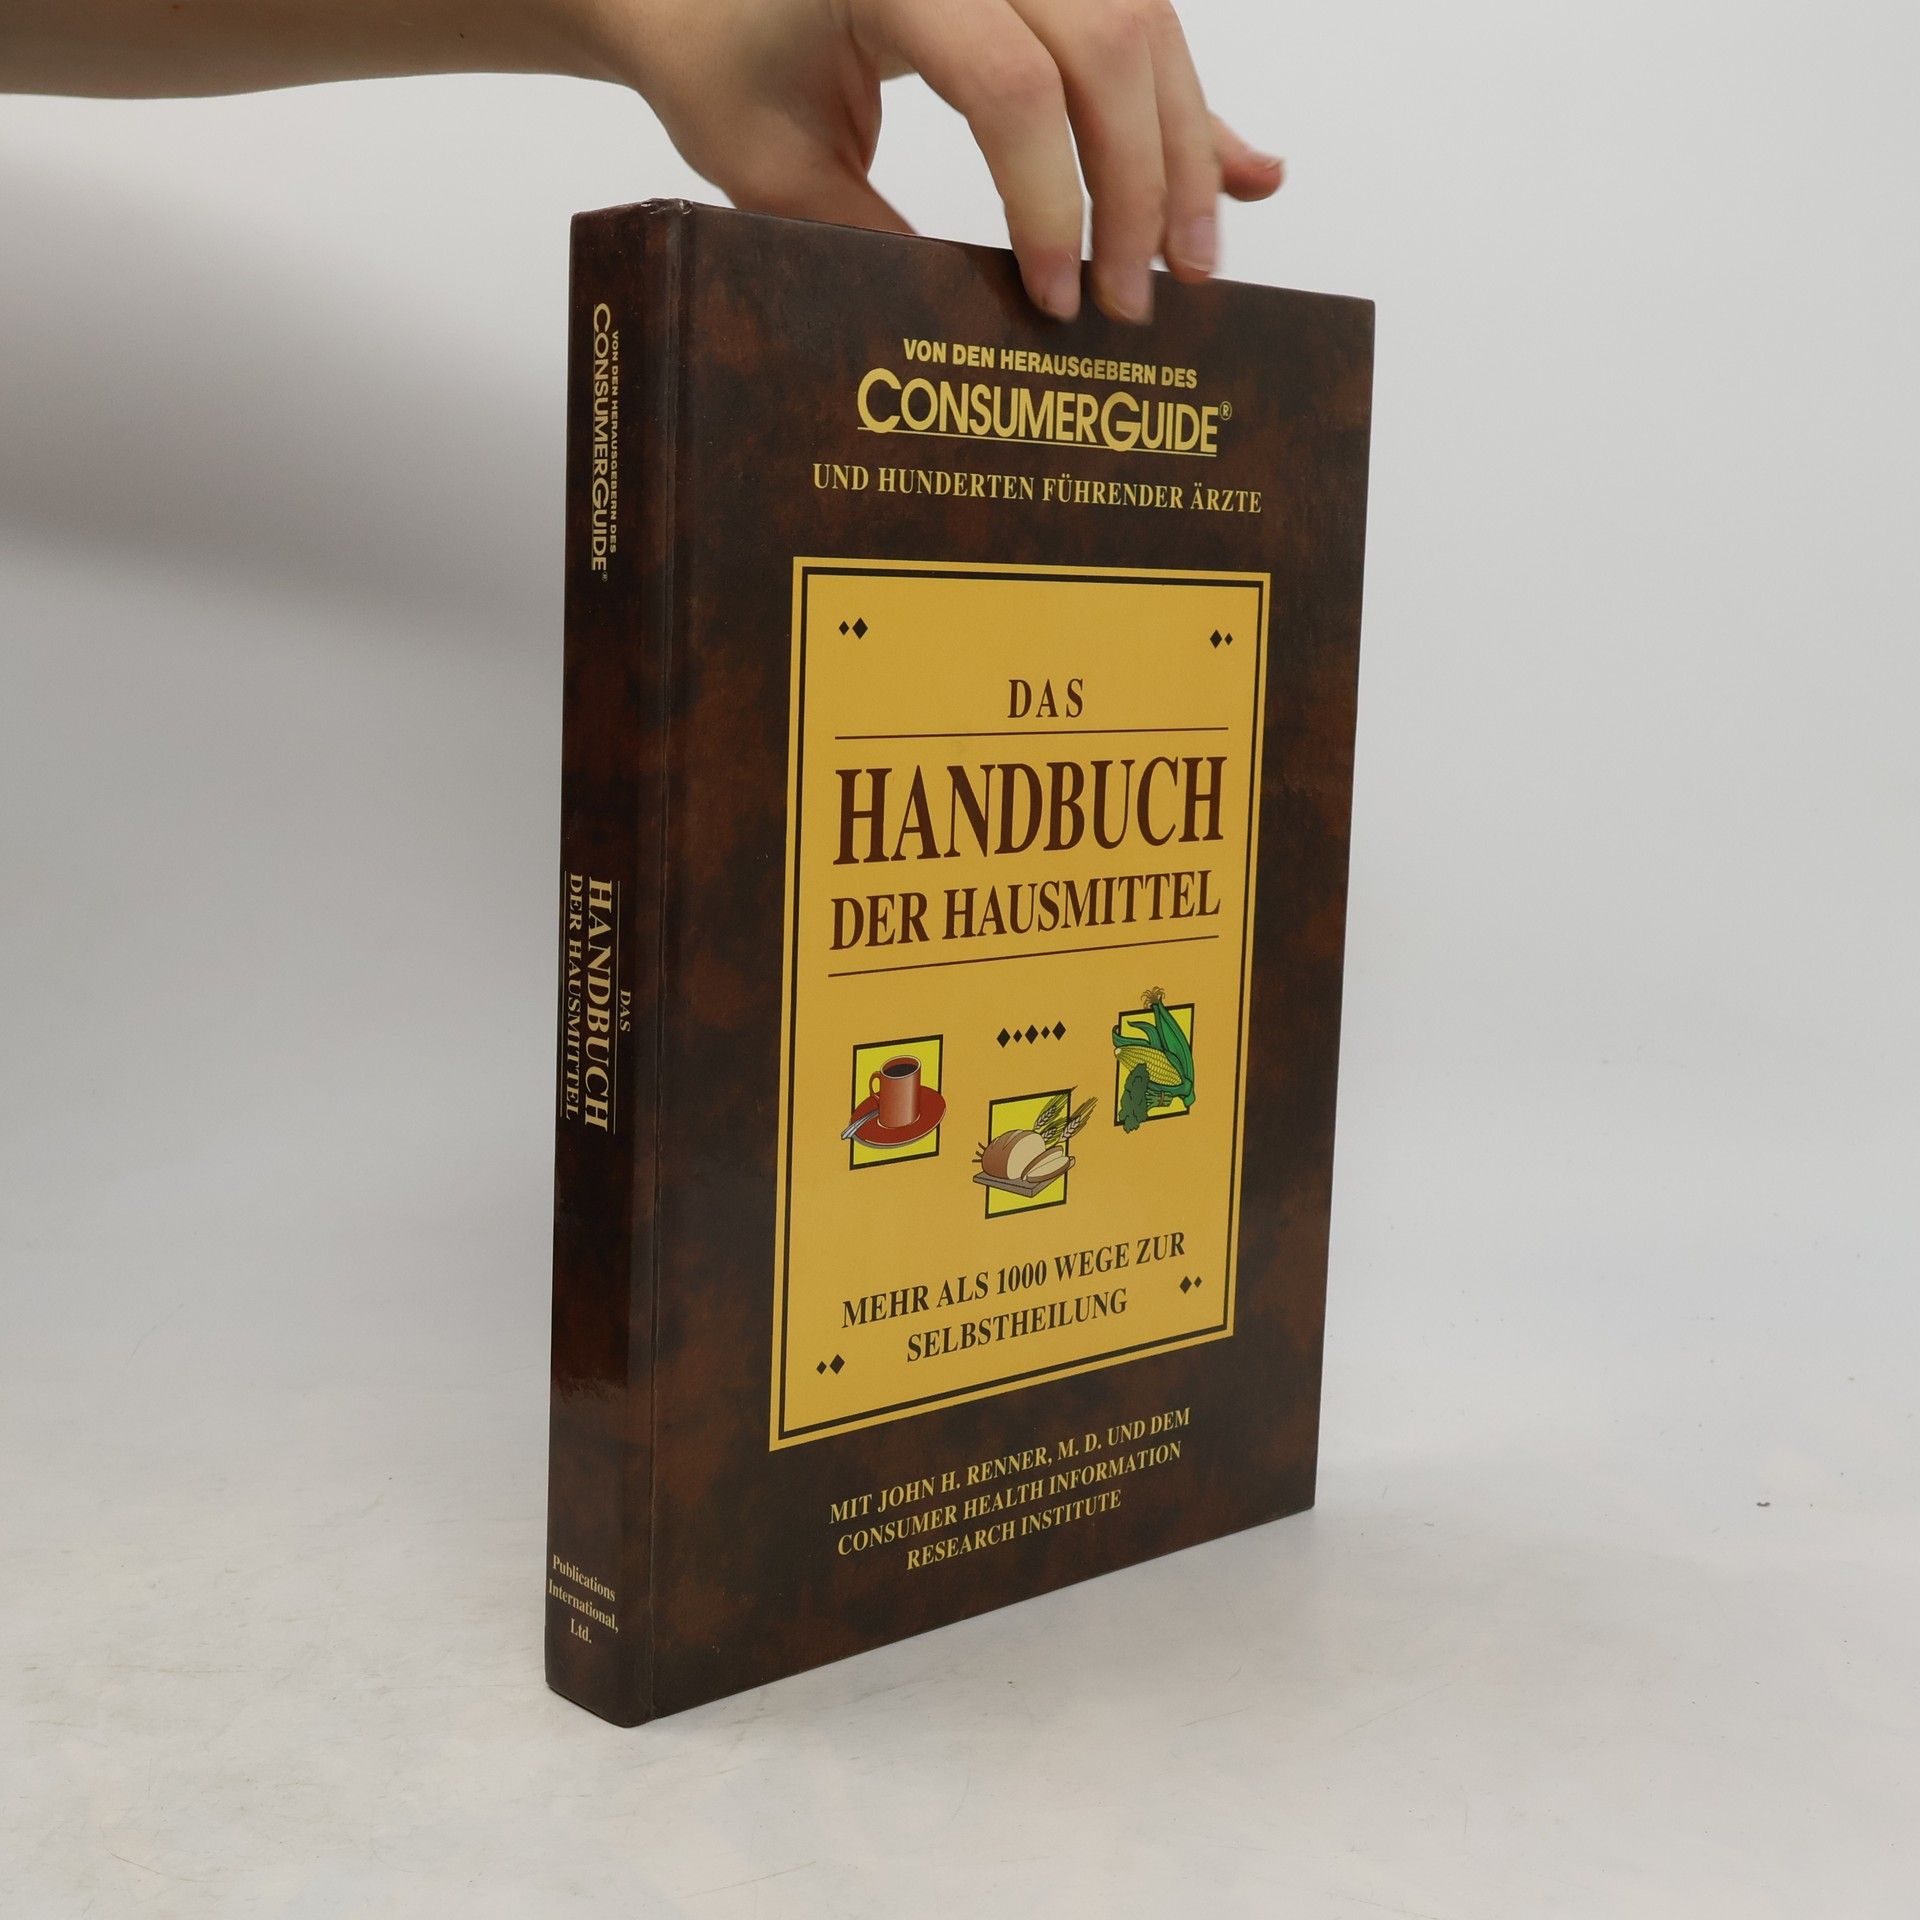 VON DEN HERAUSGEBERN DES
CONSUMERGUIDE®
UND HUNDERTEN FÜHRENDER ÄRZTE
DAS
HANDBUCH
DER HAUSMITTEL
MEHR ALS 1000 WEGE ZUR
SELBSTHEILUNG
MIT JOHN H. RENNER, M. D. UND DEM
CONSUMER HEALTH INFORMATION
RESEARCH INSTITUTE
VON DEN HERAUSGEBERN DES
CONSUMERGUIDE®
DAS
HANDBUCH
DER HAUSMITTEL
Publications
International,
Ltd.